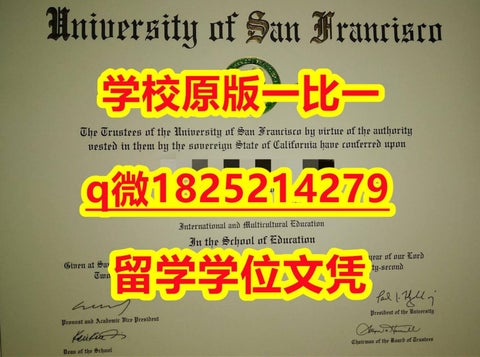 University of San Francisco
学校原版一比一
The Trustees of the University of San Francisco by virtue of the authority
vested in them by the sovereign State of California have conferred upon
q微1825214279
International and Multicultural Education
In the School of Education
Given at
year of our Lord
留学学位文凭
Provost and Academic Vice President
President of the University
Dean of the School
Chairman of the Board of Trustees